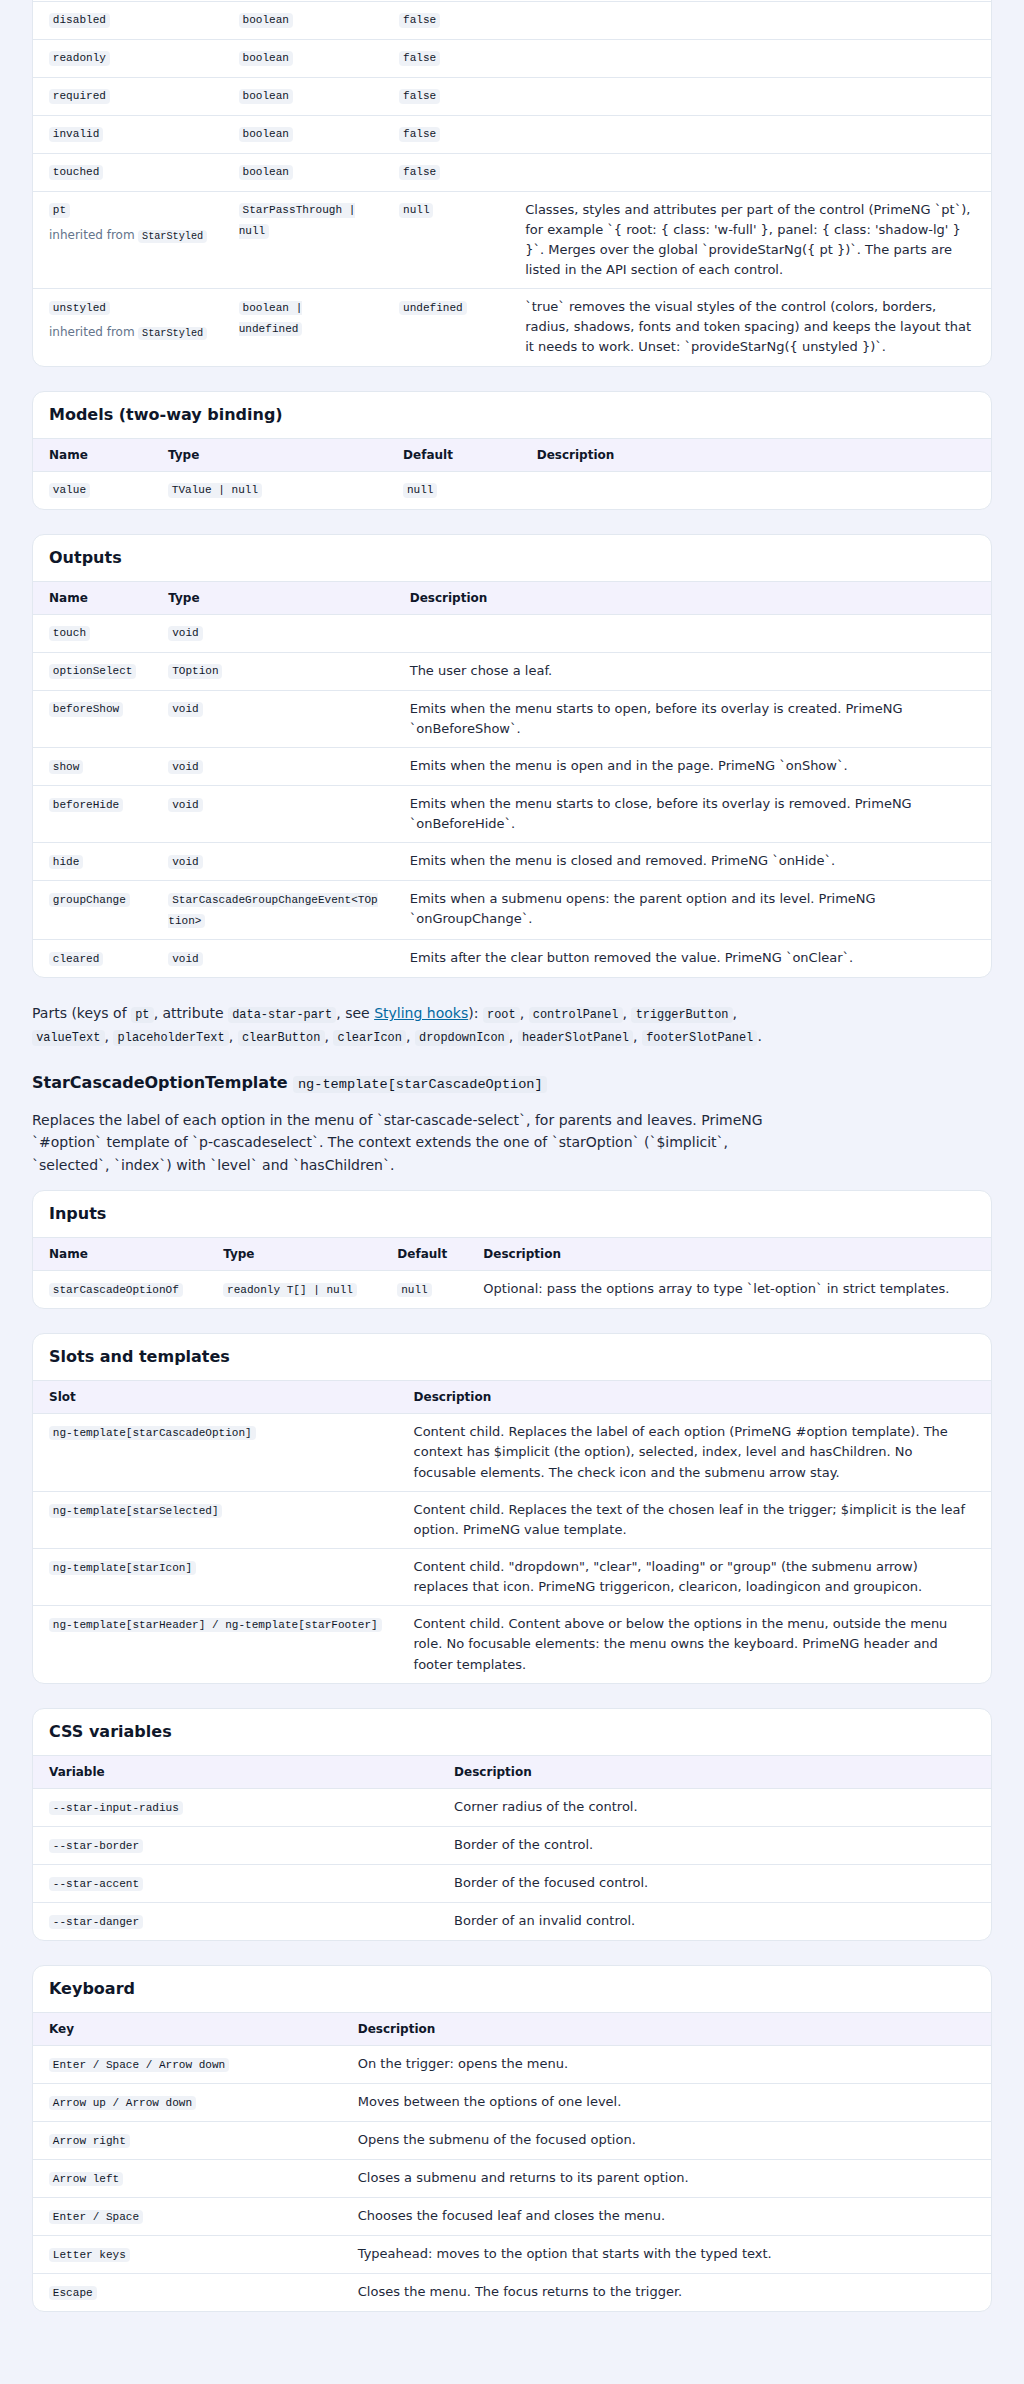 disabled boolean false
readonly boolean false
required boolean false
invalid boolean false
touched boolean false
pt StarPassThrough | null Classes, styles and attributes per part of the control (PrimeNG `pt`),
inherited from StarStyled null for example `{ root: { class: 'w-full' }, panel: { class: 'shadow-lg' }
}`. Merges over the global `provideStarNg({ pt })`. The parts are
listed in the API section of each control.
unstyled boolean | undefined `true` removes the visual styles of the control (colors, borders,
inherited from StarStyled undefined radius, shadows, fonts and token spacing) and keeps the layout that
it needs to work. Unset: `provideStarNg({ unstyled })`.
Models (two-way binding)
Name Type Default Description
value TValue | null null
Outputs
Name Type Description
touch void
optionSelect TOption The user chose a leaf.
beforeShow void Emits when the menu starts to open, before its overlay is created. PrimeNG
`onBeforeShow`.
show void Emits when the menu is open and in the page. PrimeNG `onShow`.
beforeHide void Emits when the menu starts to close, before its overlay is removed. PrimeNG
`onBeforeHide`.
hide void Emits when the menu is closed and removed. PrimeNG `onHide`.
groupChange StarCascadeGroupChangeEvent<TOp Emits when a submenu opens: the parent option and its level. PrimeNG
tion> `onGroupChange`.
cleared void Emits after the clear button removed the value. PrimeNG `onClear`.
Parts (keys of pt, attribute data-star-part, see Styling hooks): root, controlPanel, triggerButton,
valueText, placeholderText, clearButton, clearIcon, dropdownIcon, headerSlotPanel, footerSlotPanel.
StarCascadeOptionTemplate ng-template[starCascadeOption]
Replaces the label of each option in the menu of `star-cascade-select`, for parents and leaves. PrimeNG
`#option` template of `p-cascadeselect`. The context extends the one of `starOption` (`$implicit`,
`selected`, `index`) with `level` and `hasChildren`.
Inputs
Name Type Default Description
starCascadeOptionOf readonly T[] | null null Optional: pass the options array to type `let-option` in strict templates.
Slots and templates
Slot Description
ng-template[starCascadeOption] Content child. Replaces the label of each option (PrimeNG #option template). The
context has $implicit (the option), selected, index, level and hasChildren. No
focusable elements. The check icon and the submenu arrow stay.
ng-template[starSelected] Content child. Replaces the text of the chosen leaf in the trigger; $implicit is the leaf
option. PrimeNG value template.
ng-template[starIcon] Content child. "dropdown", "clear", "loading" or "group" (the submenu arrow)
replaces that icon. PrimeNG triggericon, clearicon, loadingicon and groupicon.
ng-template[starHeader] / ng-template[starFooter] Content child. Content above or below the options in the menu, outside the menu
role. No focusable elements: the menu owns the keyboard. PrimeNG header and
footer templates.
CSS variables
Variable Description
--star-input-radius Corner radius of the control.
--star-border Border of the control.
--star-accent Border of the focused control.
--star-danger Border of an invalid control.
Keyboard
Key Description
Enter / Space / Arrow down On the trigger: opens the menu.
Arrow up / Arrow down Moves between the options of one level.
Arrow right Opens the submenu of the focused option.
Arrow left Closes a submenu and returns to its parent option.
Enter / Space Chooses the focused leaf and closes the menu.
Letter keys Typeahead: moves to the option that starts with the typed text.
Escape Closes the menu. The focus returns to the trigger.